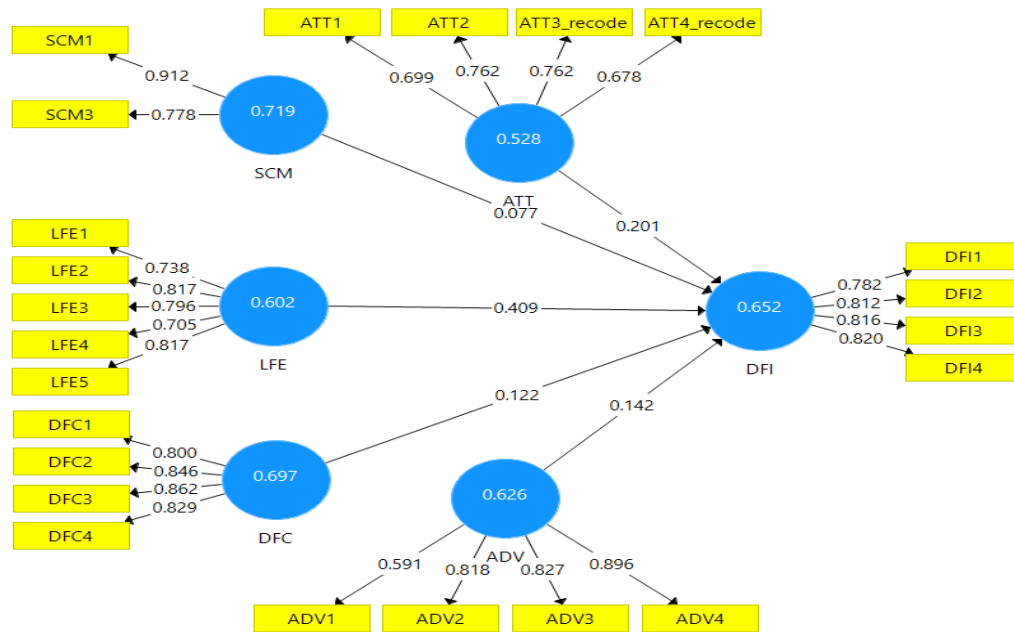 ATT1 ATT2 ATT3_recode ATT4_recode
SCM1
0.912
0.699 0.762 0.762 0.678
SCM3
0.778
0.719
SCM
0.528
ATT
0.077
0.201
LFE1
LFE2
LFE3
LFE4
LFE5
0.738
0.817
0.796
0.705
0.817
0.602
LFE
0.409
0.652
DFI
0.782
0.812
0.816
0.820
DFI1
DFI2
DFI3
DFI4
0.122
0.142
DFC1
DFC2
DFC3
DFC4
0.800
0.846
0.862
0.829
0.697
DFC
0.626
ADV
0.591 0.818 0.827 0.896
ADV1 ADV2 ADV3 ADV4